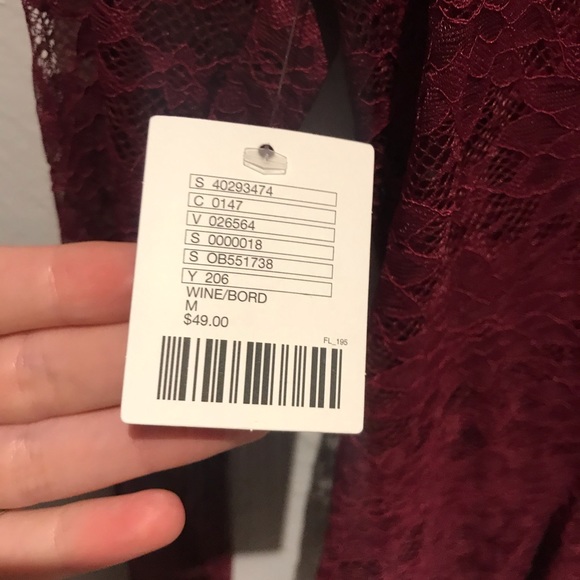 S 40293474
C 0147
V 026564
S 0000018
S OB551738
Y 206
WINE/BORD
M
$49.00
FL_195